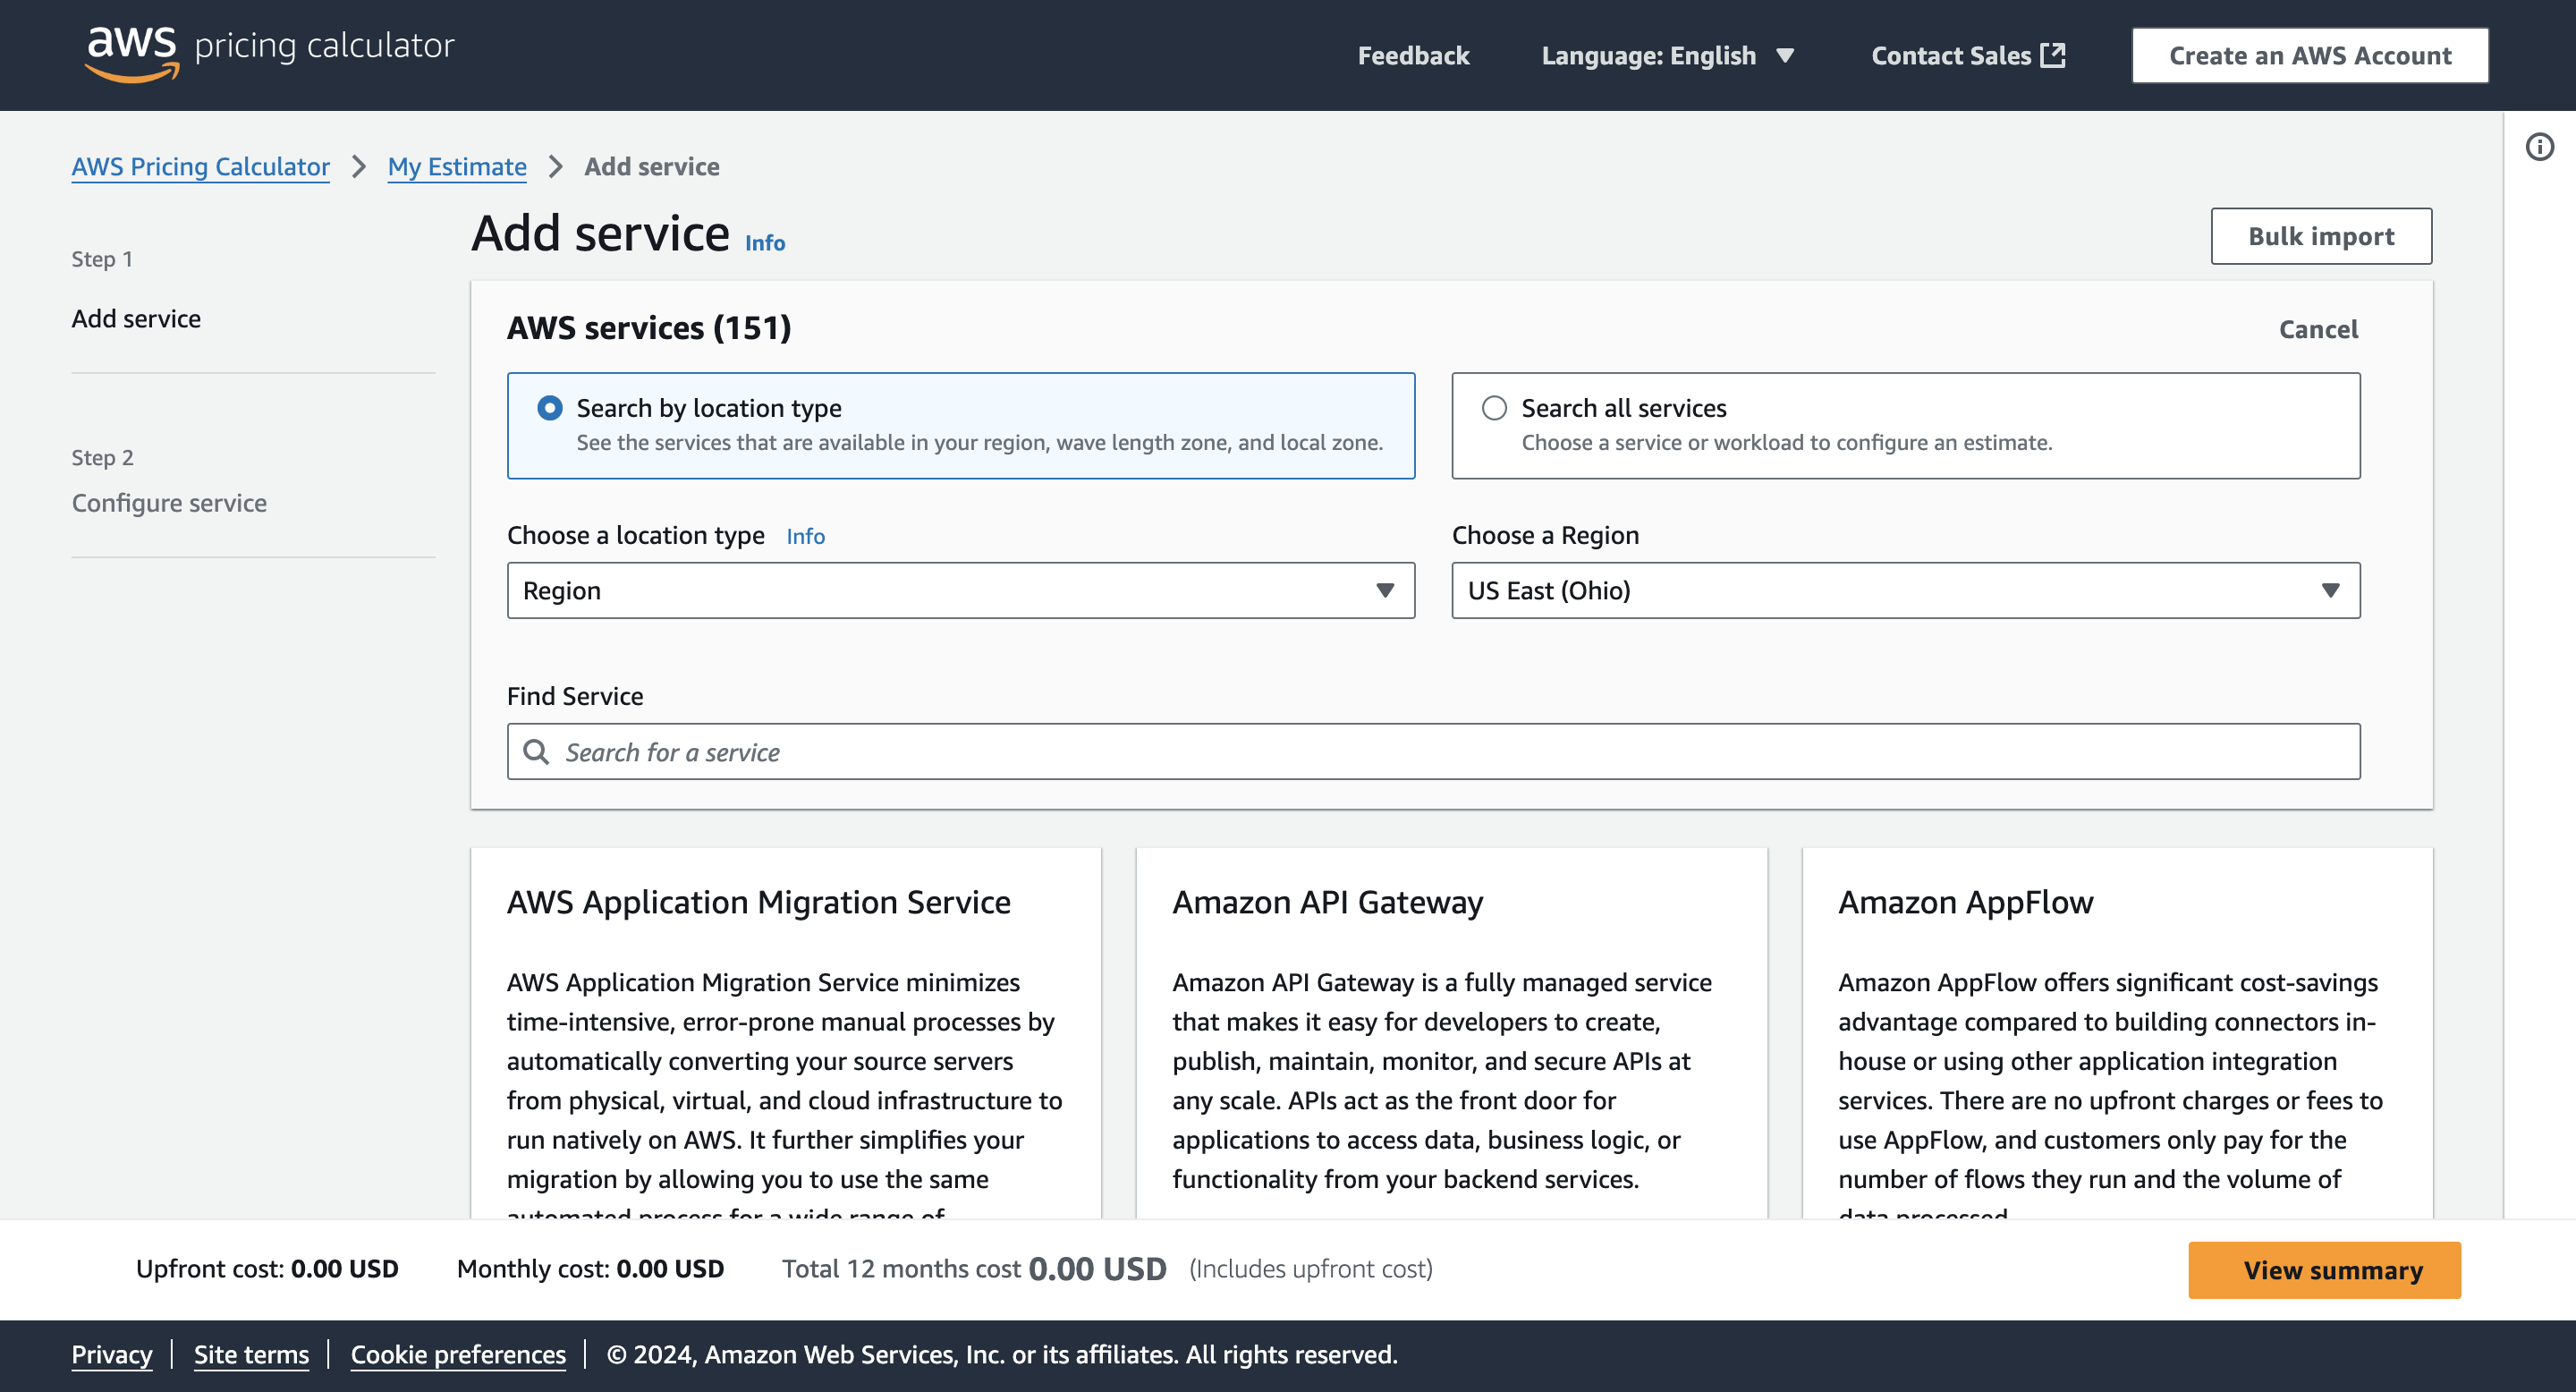 aws pricing calculator
Feedback
Language: English
Contact Sales
Create an AWS Account
AWS Pricing Calculator
My Estimate
Add service
Step 1
Add service
Step 2
Configure service
Add service Info
Bulk import
AWS services (151)
Cancel
Search by location type
See the services that are available in your region, wave length zone, and local zone.
Search all services
Choose a service or workload to configure an estimate.
Choose a location type Info
Region
Choose a Region
US East (Ohio)
Find Service
Search for a service
AWS Application Migration Service
AWS Application Migration Service minimizes
time-intensive, error-prone manual processes by
automatically converting your source servers
from physical, virtual, and cloud infrastructure to
run natively on AWS. It further simplifies your
migration by allowing you to use the same
automated process for a wide range of
Amazon API Gateway
Amazon API Gateway is a fully managed service
that makes it easy for developers to create,
publish, maintain, monitor, and secure APIs at
any scale. APIs act as the front door for
applications to access data, business logic, or
functionality from your backend services.
Amazon AppFlow
Amazon AppFlow offers significant cost-savings
advantage compared to building connectors in-
house or using other application integration
services. There are no upfront charges or fees to
use AppFlow, and customers only pay for the
number of flows they run and the volume of
data processed.
Upfront cost: 0.00 USD
Monthly cost: 0.00 USD
Total 12 months cost 0.00 USD (Includes upfront cost)
View summary
Privacy
Site terms
Cookie preferences
© 2024, Amazon Web Services, Inc. or its affiliates. All rights reserved.